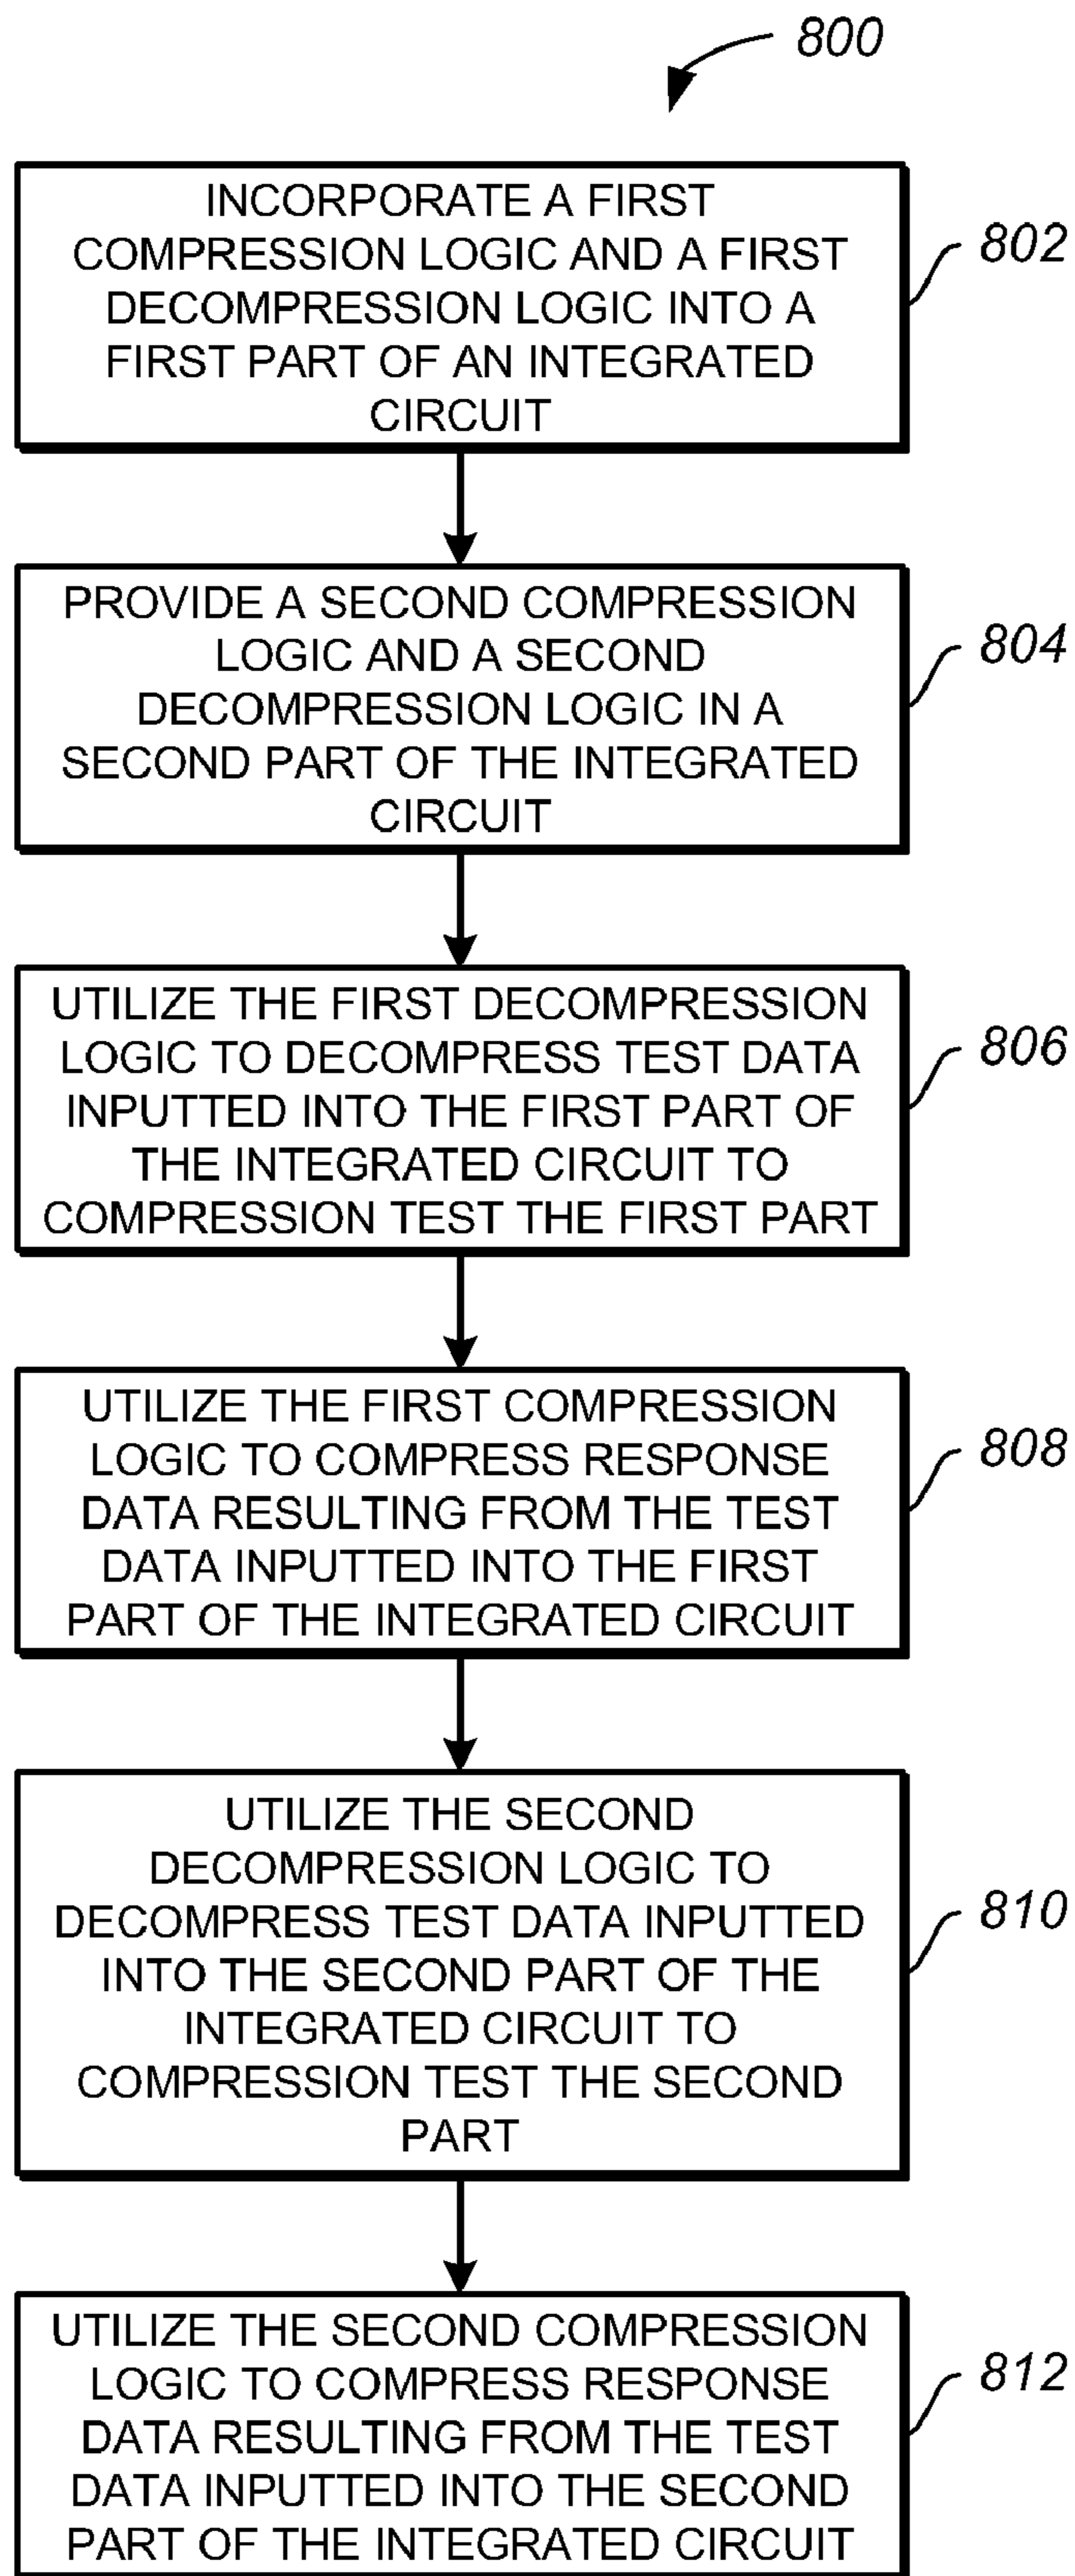 800
INCORPORATE A FIRST
COMPRESSION LOGIC AND A FIRST
DECOMPRESSION LOGIC INTO A
FIRST PART OF AN INTEGRATED
CIRCUIT
802
PROVIDE A SECOND COMPRESSION
LOGIC AND A SECOND
DECOMPRESSION LOGIC IN A
SECOND PART OF THE INTEGRATED
CIRCUIT
804
UTILIZE THE FIRST DECOMPRESSION
LOGIC TO DECOMPRESS TEST DATA
INPUTTED INTO THE FIRST PART OF
THE INTEGRATED CIRCUIT TO
COMPRESSION TEST THE FIRST PART
806
UTILIZE THE FIRST COMPRESSION
LOGIC TO COMPRESS RESPONSE
DATA RESULTING FROM THE TEST
DATA INPUTTED INTO THE FIRST
PART OF THE INTEGRATED CIRCUIT
808
UTILIZE THE SECOND
DECOMPRESSION LOGIC TO
DECOMPRESS TEST DATA INPUTTED
INTO THE SECOND PART OF THE
INTEGRATED CIRCUIT TO
COMPRESSION TEST THE SECOND
PART
810
UTILIZE THE SECOND COMPRESSION
LOGIC TO COMPRESS RESPONSE
DATA RESULTING FROM THE TEST
DATA INPUTTED INTO THE SECOND
PART OF THE INTEGRATED CIRCUIT
812